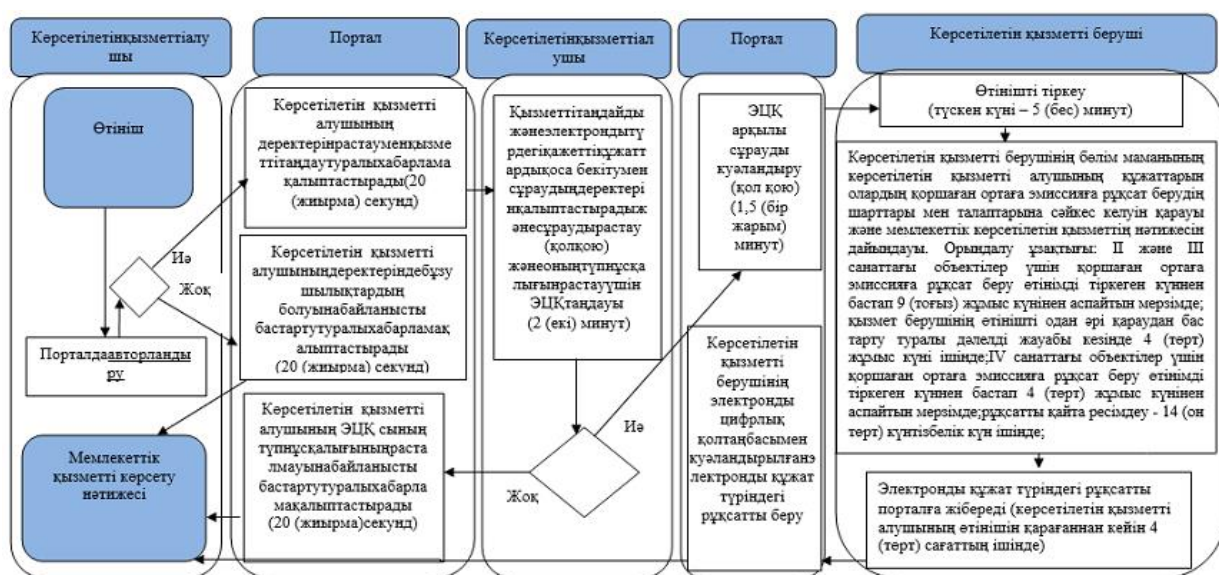 Көрсетілетінқызметтіалу
шы
Портал
Көрсетілетінқызметтіал
ушы
Портал
Көрсетілетін қызметті беруші
Өтініш
Иә
Жоқ
Порталдаавторланды
ру
Мемлекеттік
қызметті көрсету
нәтижесі
Көрсетілетін қызметті
алушының
деректерінрастауменқызме
ттітаңдаутуралыхабарлама
қалыптастырады(20
(жиырма) секунд)
Көрсетілетін қызметті
алушыныңдеректеріндебұзу
шылықтардың
болуынабайланысты
бастартутуралыхабарламақ
алыптастырады
(20 (жиырма) секунд)
Көрсетілетін қызметті
алушының ЭЦҚ сының
түпнұсқалығыныңраста
лмауынабайланысты
бастартутуралыхабарла
мақалыптастырады
(20 (жиырма)секунд)
Қызметтітаңдайды
жәнеэлектрондытү
рдегіқажеттіқұжатт
ардықоса бекітумен
сұраудыңдеректері
нқалыптастырадыж
әнесұраудырастау
(қолқою)
жәнеоныңтүпнұсқа
лығынрастауүшін
ЭЦҚтаңдауы
(2 (екі) минут)
Иә
Жоқ
ЭЦҚ
арқылы
сұрауды
куәландыру
(қол қою)
(1,5 (бір
жарым)
минут)
Көрсетілетін
қызметті
берушінің
электронды
цифрлық
қолтаңбасымен
куәландырылғанэ
лектронды құжат
түріндегі
рұқсатты беру
Өтінішті тіркеу
(түскен күні – 5 (бес) минут)
Көрсетілетін қызметті берушінің бөлім маманының
көрсетілетін қызметті алушының құжаттарын
олардың қоршаған ортаға эмиссияға рұқсат берудің
шарттары мен талаптарына сәйкес келуін қарауы
және мемлекеттік көрсетілетін қызметтің нәтижесін
дайындауы. Орындалу ұзақтығы: II және III
санаттағы объектілер үшін қоршаған ортаға
эмиссияға рұқсат беру өтінімді тіркеген күннен
бастап 9 (тоғыз) жұмыс күнінен аспайтын мерзімде;
қызмет берушінің өтінішті одан әрі қараудан бас
тарту туралы дәлелді жауабы кезінде 4 (төрт)
жұмыс күні ішінде;IV санаттағы объектілер үшін
қоршаған ортаға эмиссияға рұқсат беру өтінімді
тіркеген күннен бастап 4 (төрт) жұмыс күнінен
аспайтын мерзімде;рұқсатты қайта ресімдеу - 14 (он
төрт) күнтізбелік күн ішінде;
Электронды құжат түріндегі рұқсатты
порталға жібереді (көрсетілетін қызметті
алушының өтінішін қарағаннан кейін 4
(төрт) сағаттың ішінде)